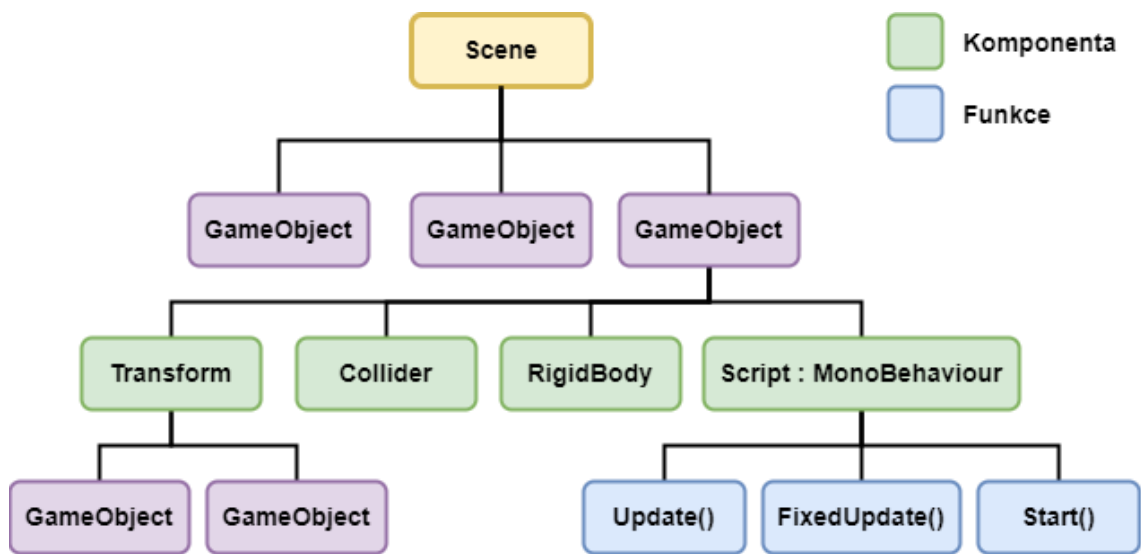 Scene
Komponenta
Funkce
GameObject
GameObject
GameObject
Transform
Collider
RigidBody
Script : MonoBehaviour
GameObject
GameObject
Update()
FixedUpdate()
Start()